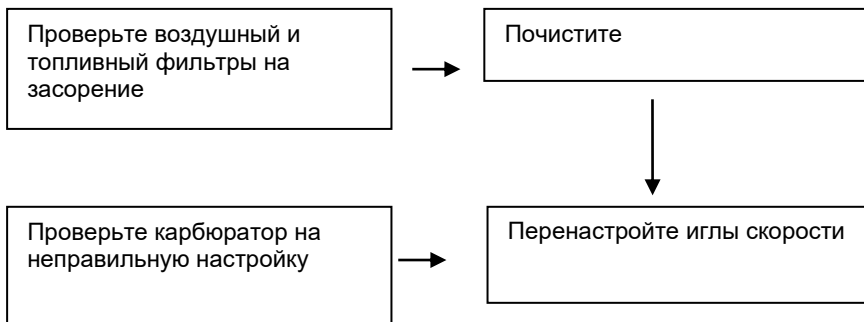 Проверьте воздушный и
топливный фильтры на
засорение
Почистите
Проверьте карбюратор на
неправильную настройку
Перенастройте иглы скорости